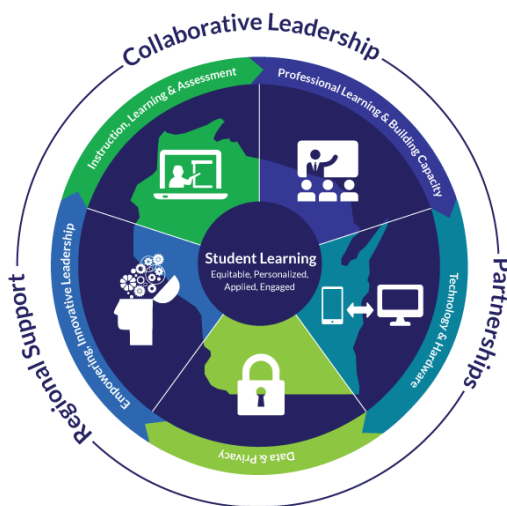 Collaborative Leadership
Instruction, Learning & Assessment
Professional Learning & Building Capacity
Student Learning
Equitable, Personalized,
Applied, Engaged
Regional Support
Partnerships
Empowering, Innovative Leadership
Technology & Hardware
Data & Privacy